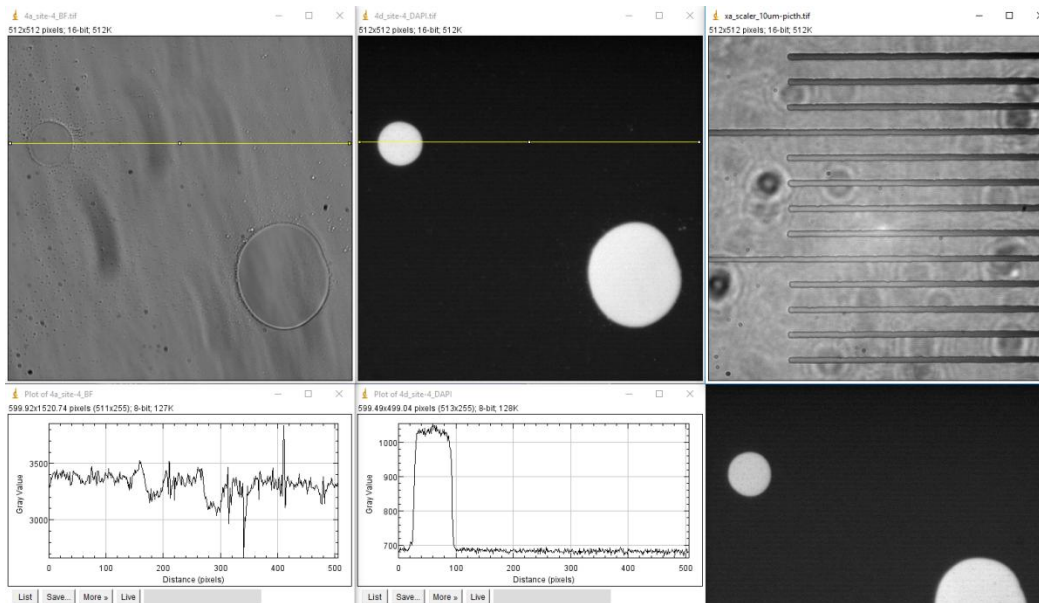 4a_site-4_BF.tif
512x512 pixels; 16-bit; 512K
4d_site-4_DAPI.tif
512x512 pixels; 16-bit; 512K
xa_scaler_10um-picth.tif
512x512 pixels; 16-bit; 512K
Plot of 4a_site-4_BF
599.92x1520.74 pixels (511x255); 8-bit; 127K
3500
3000
Gray Value
0
100
200
300
400
500
Distance (pixels)
List
Save...
More »
Live
Plot of 4d_site-4_DAPI
599.49x499.04 pixels (513x255); 8-bit; 128K
1000
900
800
700
Gray Value
0
100
200
300
400
500
Distance (pixels)
List
Save...
More »
Live